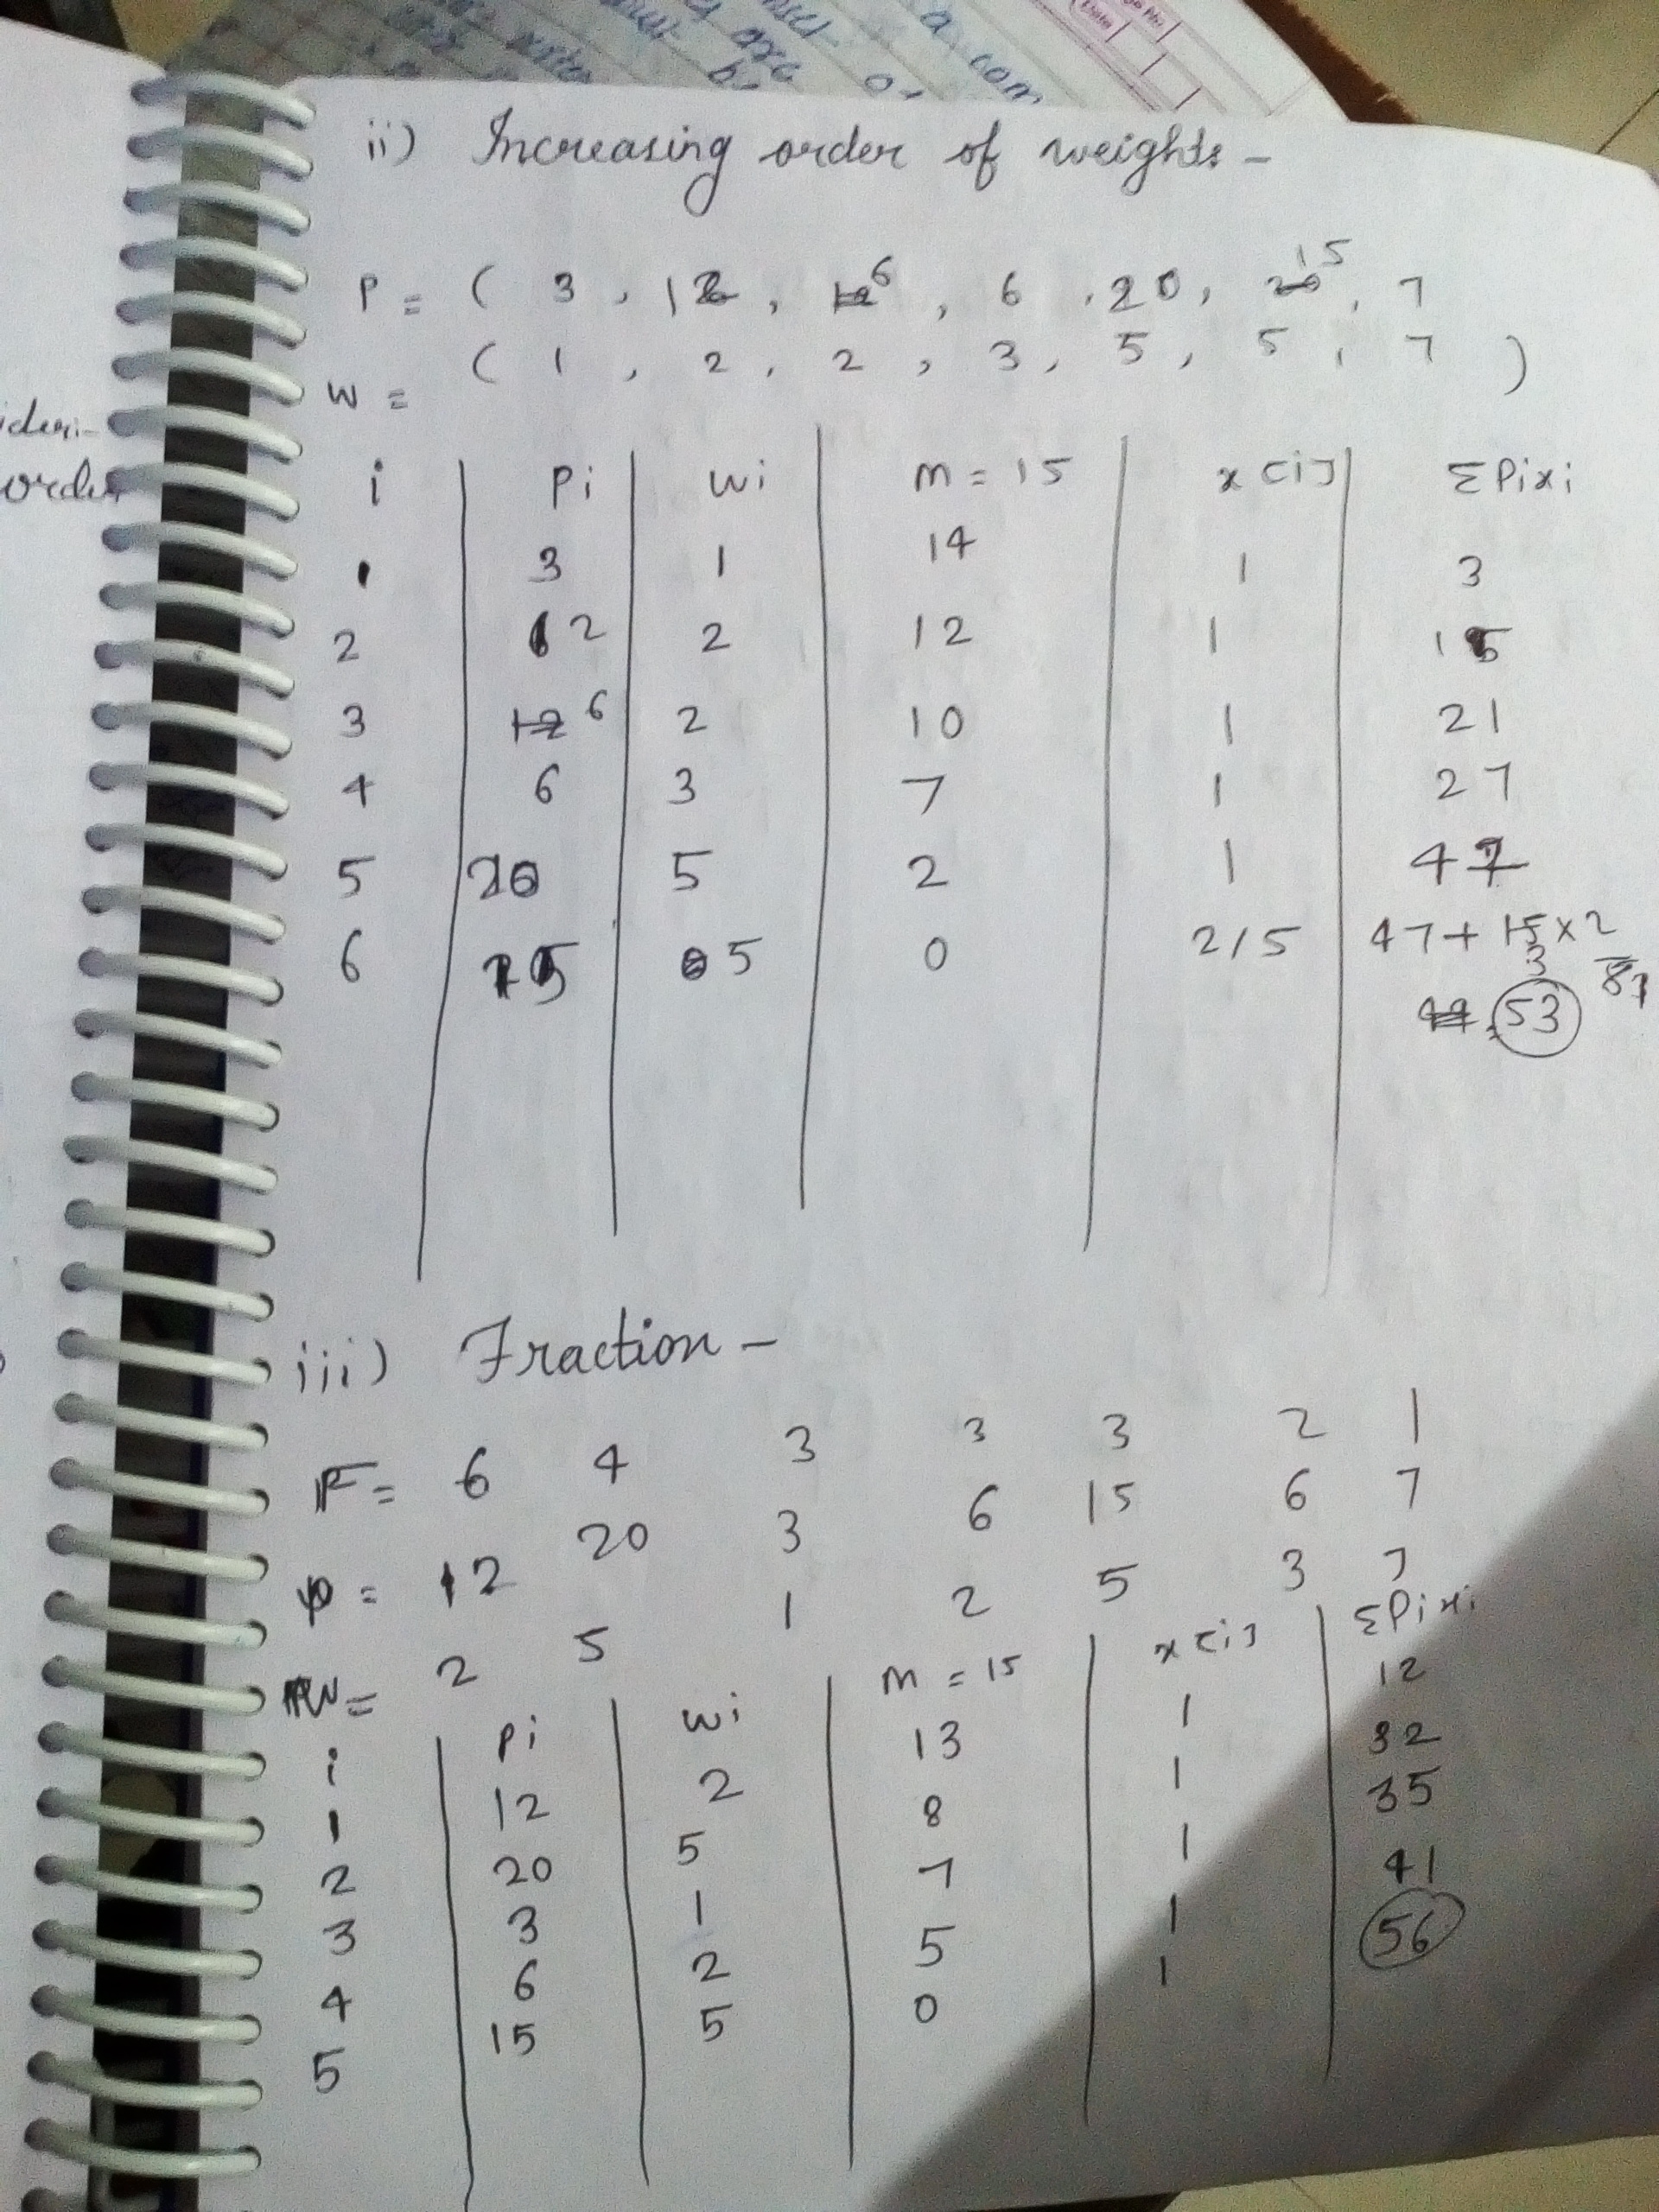 a com
ideri-
order
ii) Increasing order of weights -
P = ( 3 , 12 , 6 , 6 , 20 , 15 , 7
W = ( 1 , 2 , 2 , 3 , 5 , 5 , 7 )
i Pi wi m = 15 x[i] ΣPixi
1 3 1 14 1 3
2 12 2 12 1 15
3 6 2 10 1 21
4 6 3 7 1 27
5 20 5 2 1 47
6 15 5 0 2/5 47 + 15 x 2
3
53
iii) Fraction -
F = 6 4 3 3 3 2 1
P = 12 20 3 6 15 6 7
W = 2 5 1 2 5 3 7
i Pi wi m = 15 x[i] ΣPixi
1 12 2 13 1 12
2 20 5 8 1 32
3 3 1 7 1 35
4 6 2 5 1 41
5 15 5 0 1 56